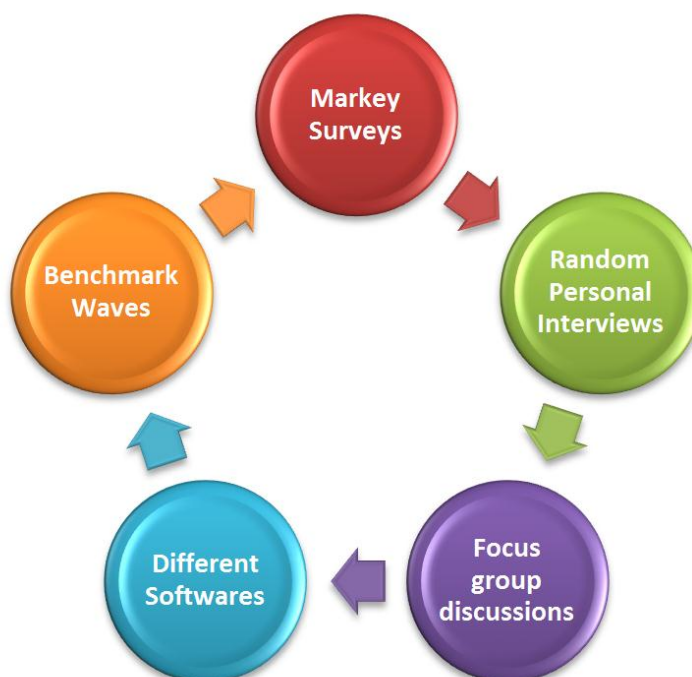 Markey
Surveys
Random
Personal
Interviews
Focus
group
discussions
Different
Softwares
Benchmark
Waves